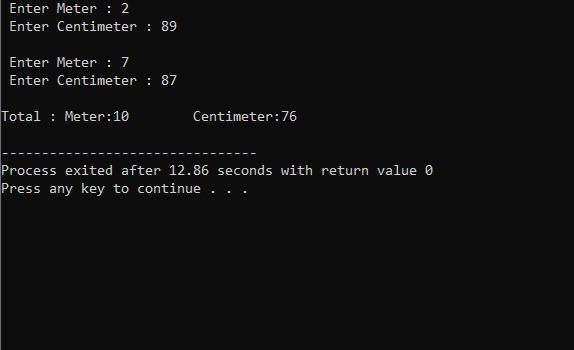 Enter Meter : 2
Enter Centimeter : 89
Enter Meter : 7
Enter Centimeter : 87
Total : Meter:10        Centimeter:76
--------------------------------
Process exited after 12.86 seconds with return value 0
Press any key to continue . . .